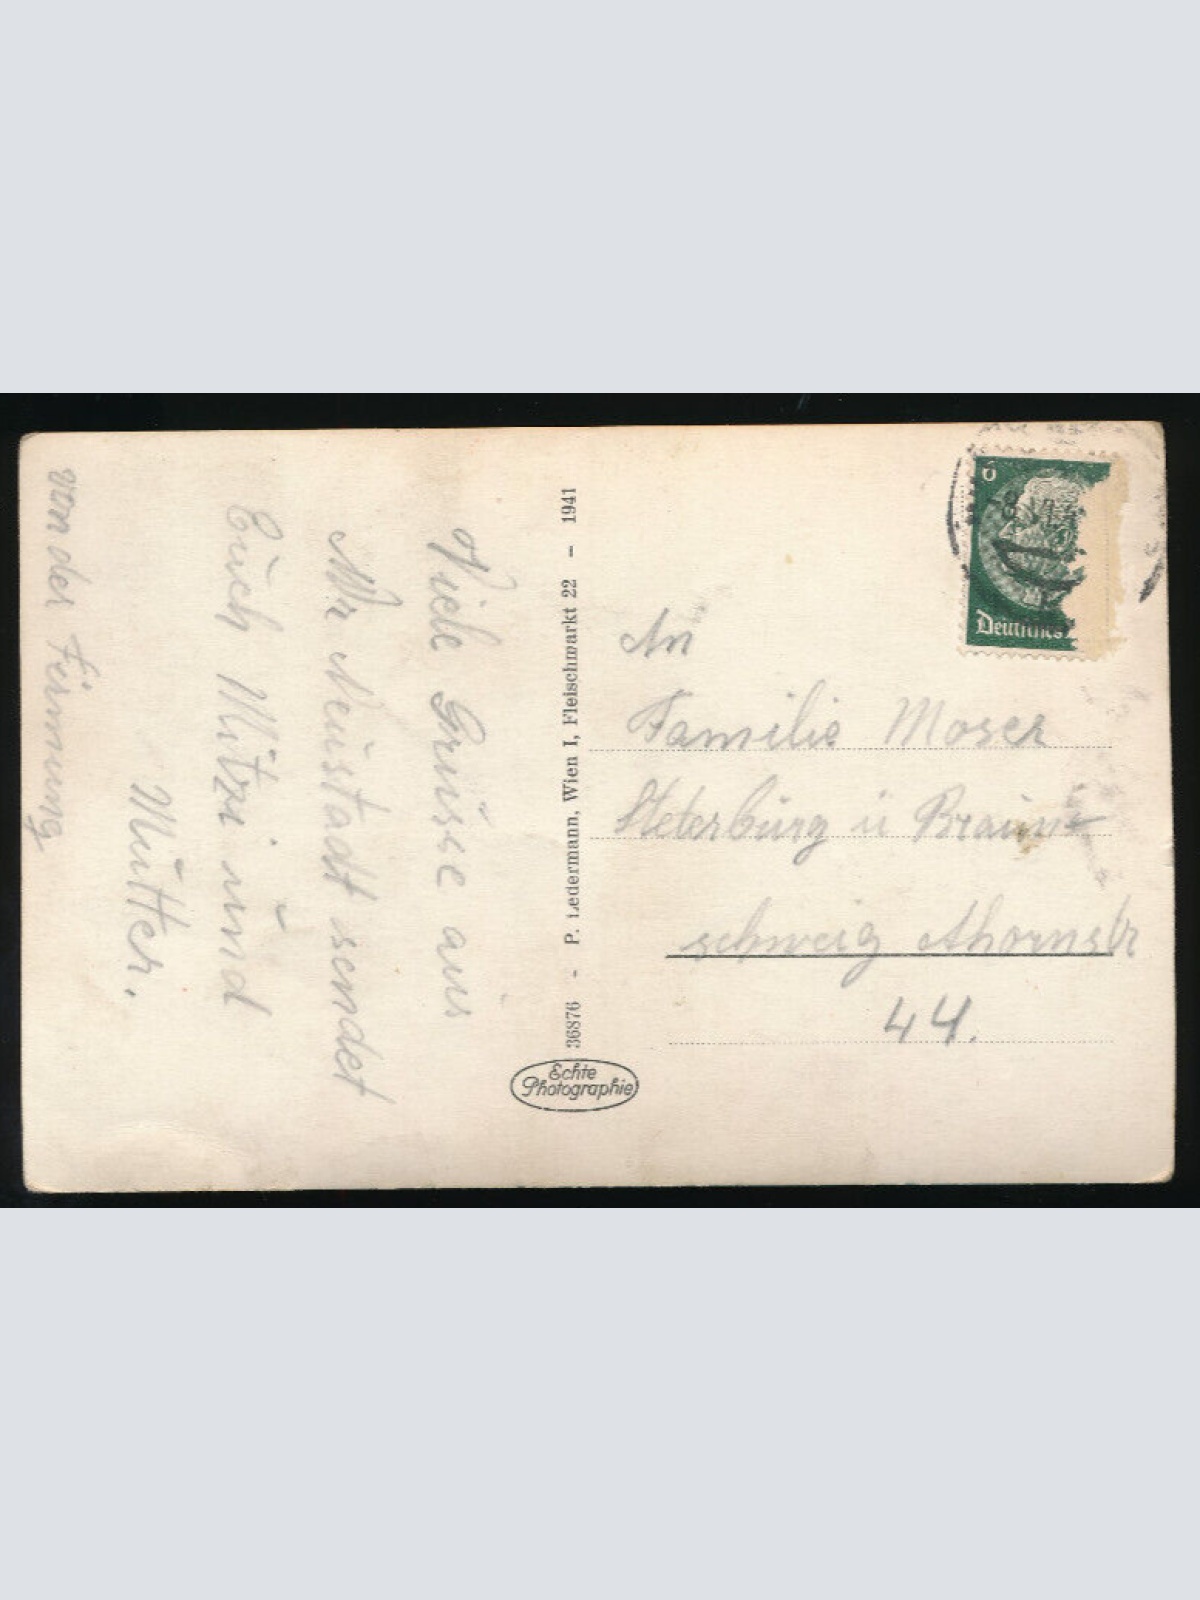 Viele Grüsse aus
Wr Neustadt sendet
Euch Mitzi und
Mutter.
von der Firmung
36876 - P. Ledermann, Wien I, Fleischmarkt 22 – 1941
Echte
Photographie
6
Deutsches
An
Familie Moser
Steterburg ü Braun-
schweig Ahornstr
44.